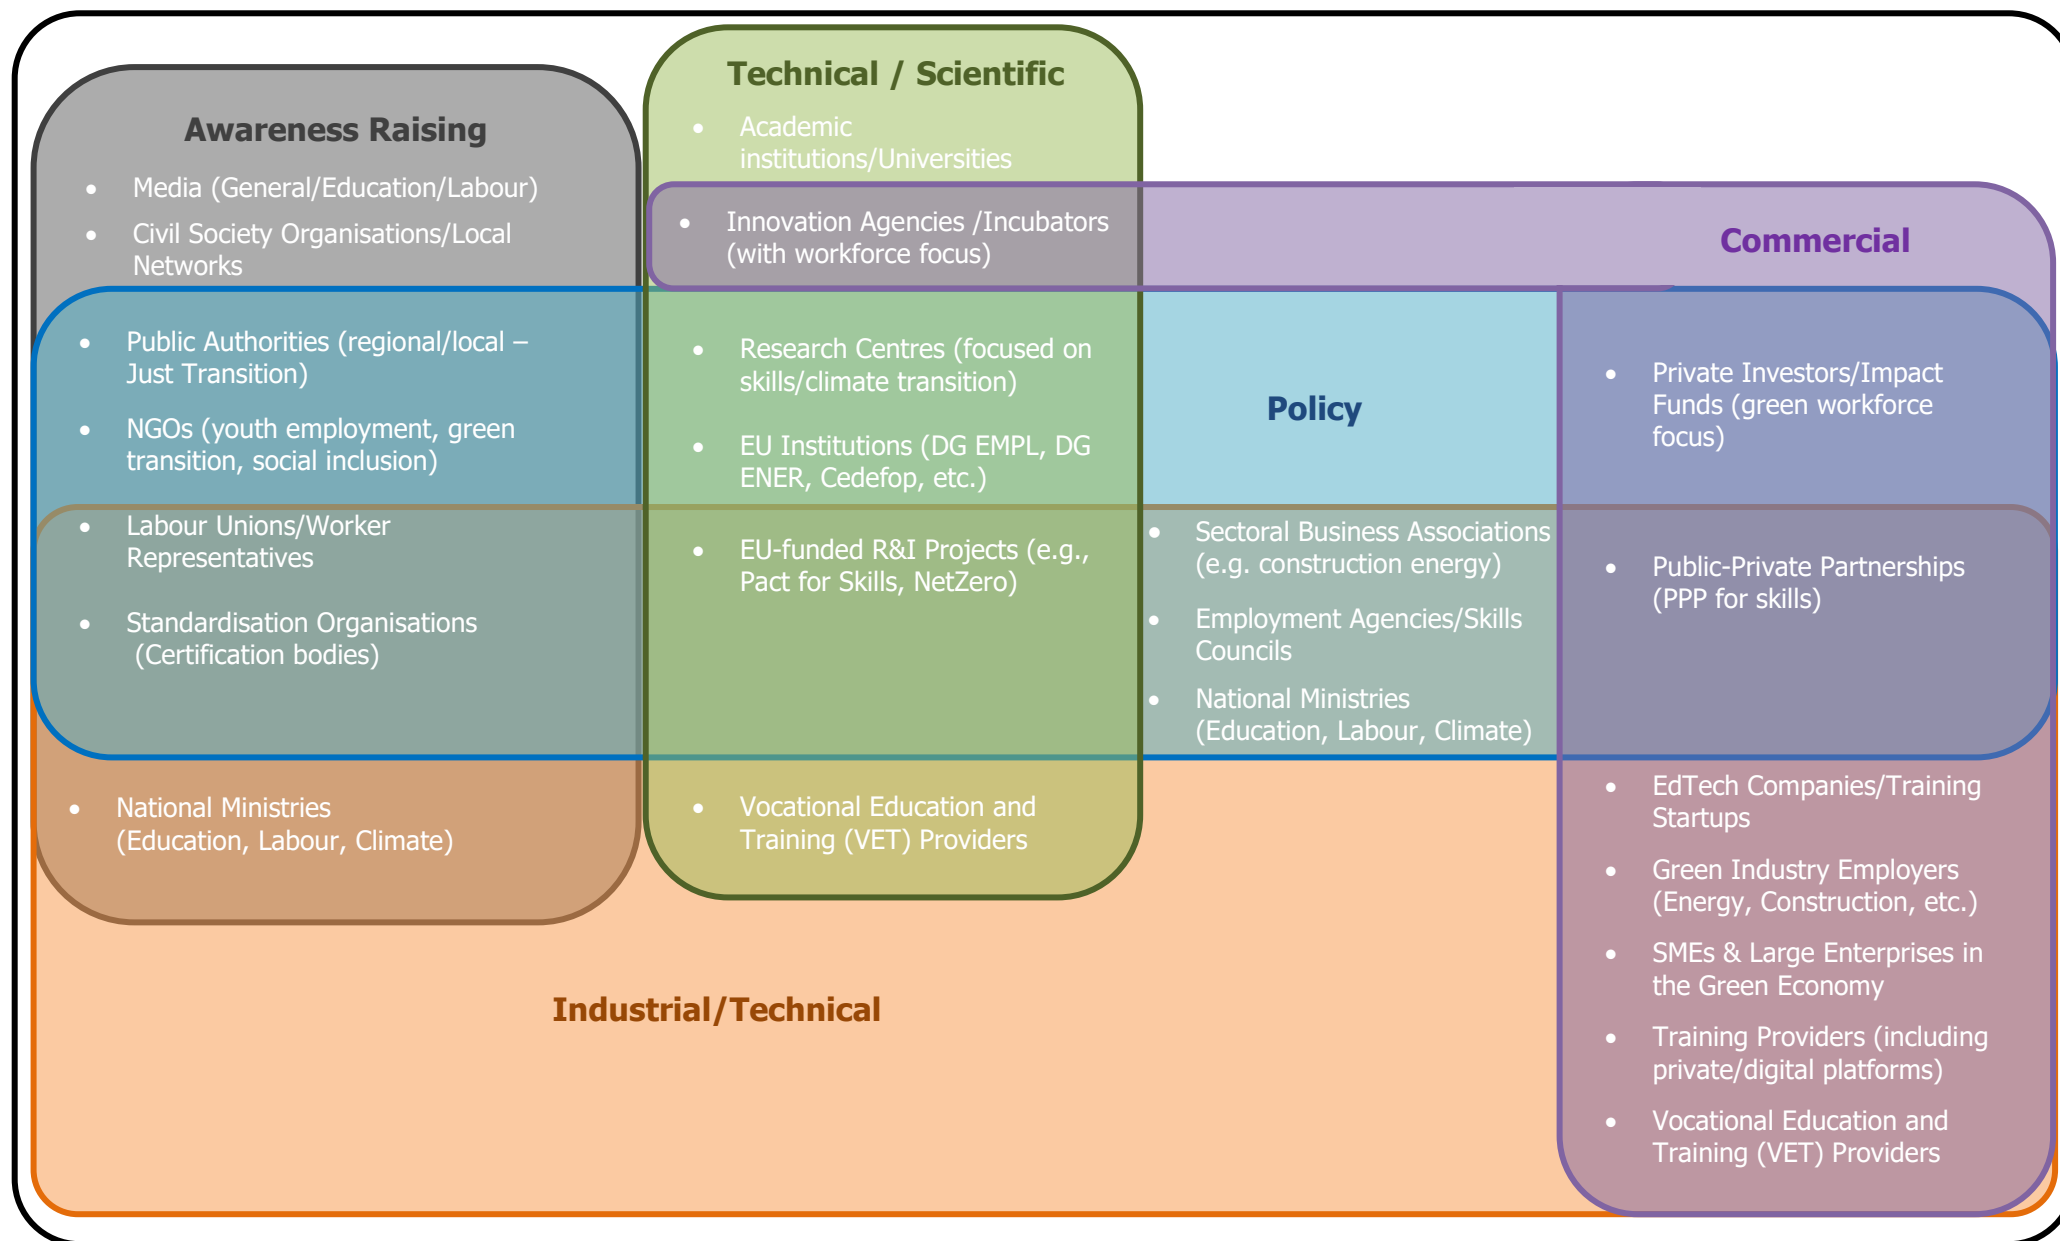 Awareness Raising
• Media (General/Education/Labour)
• Civil Society Organisations/Local
Networks
• Public Authorities (regional/local –
Just Transition)
• NGOs (youth employment, green
transition, social inclusion)
• Labour Unions/Worker
Representatives
• Standardisation Organisations
(Certification bodies)
• National Ministries
(Education, Labour, Climate)
Technical / Scientific
• Academic
institutions/Universities
• Innovation Agencies /Incubators
(with workforce focus)
• Research Centres (focused on
skills/climate transition)
• EU Institutions (DG EMPL, DG
ENER, Cedefop, etc.)
• EU-funded R&I Projects (e.g.,
Pact for Skills, NetZero)
• Vocational Education and
Training (VET) Providers
Policy
• Sectoral Business Associations
(e.g. construction energy)
• Employment Agencies/Skills
Councils
• National Ministries
(Education, Labour, Climate)
Commercial
• Private Investors/Impact
Funds (green workforce
focus)
• Public-Private Partnerships
(PPP for skills)
• EdTech Companies/Training
Startups
• Green Industry Employers
(Energy, Construction, etc.)
• SMEs & Large Enterprises in
the Green Economy
• Training Providers (including
private/digital platforms)
• Vocational Education and
Training (VET) Providers
Industrial/Technical